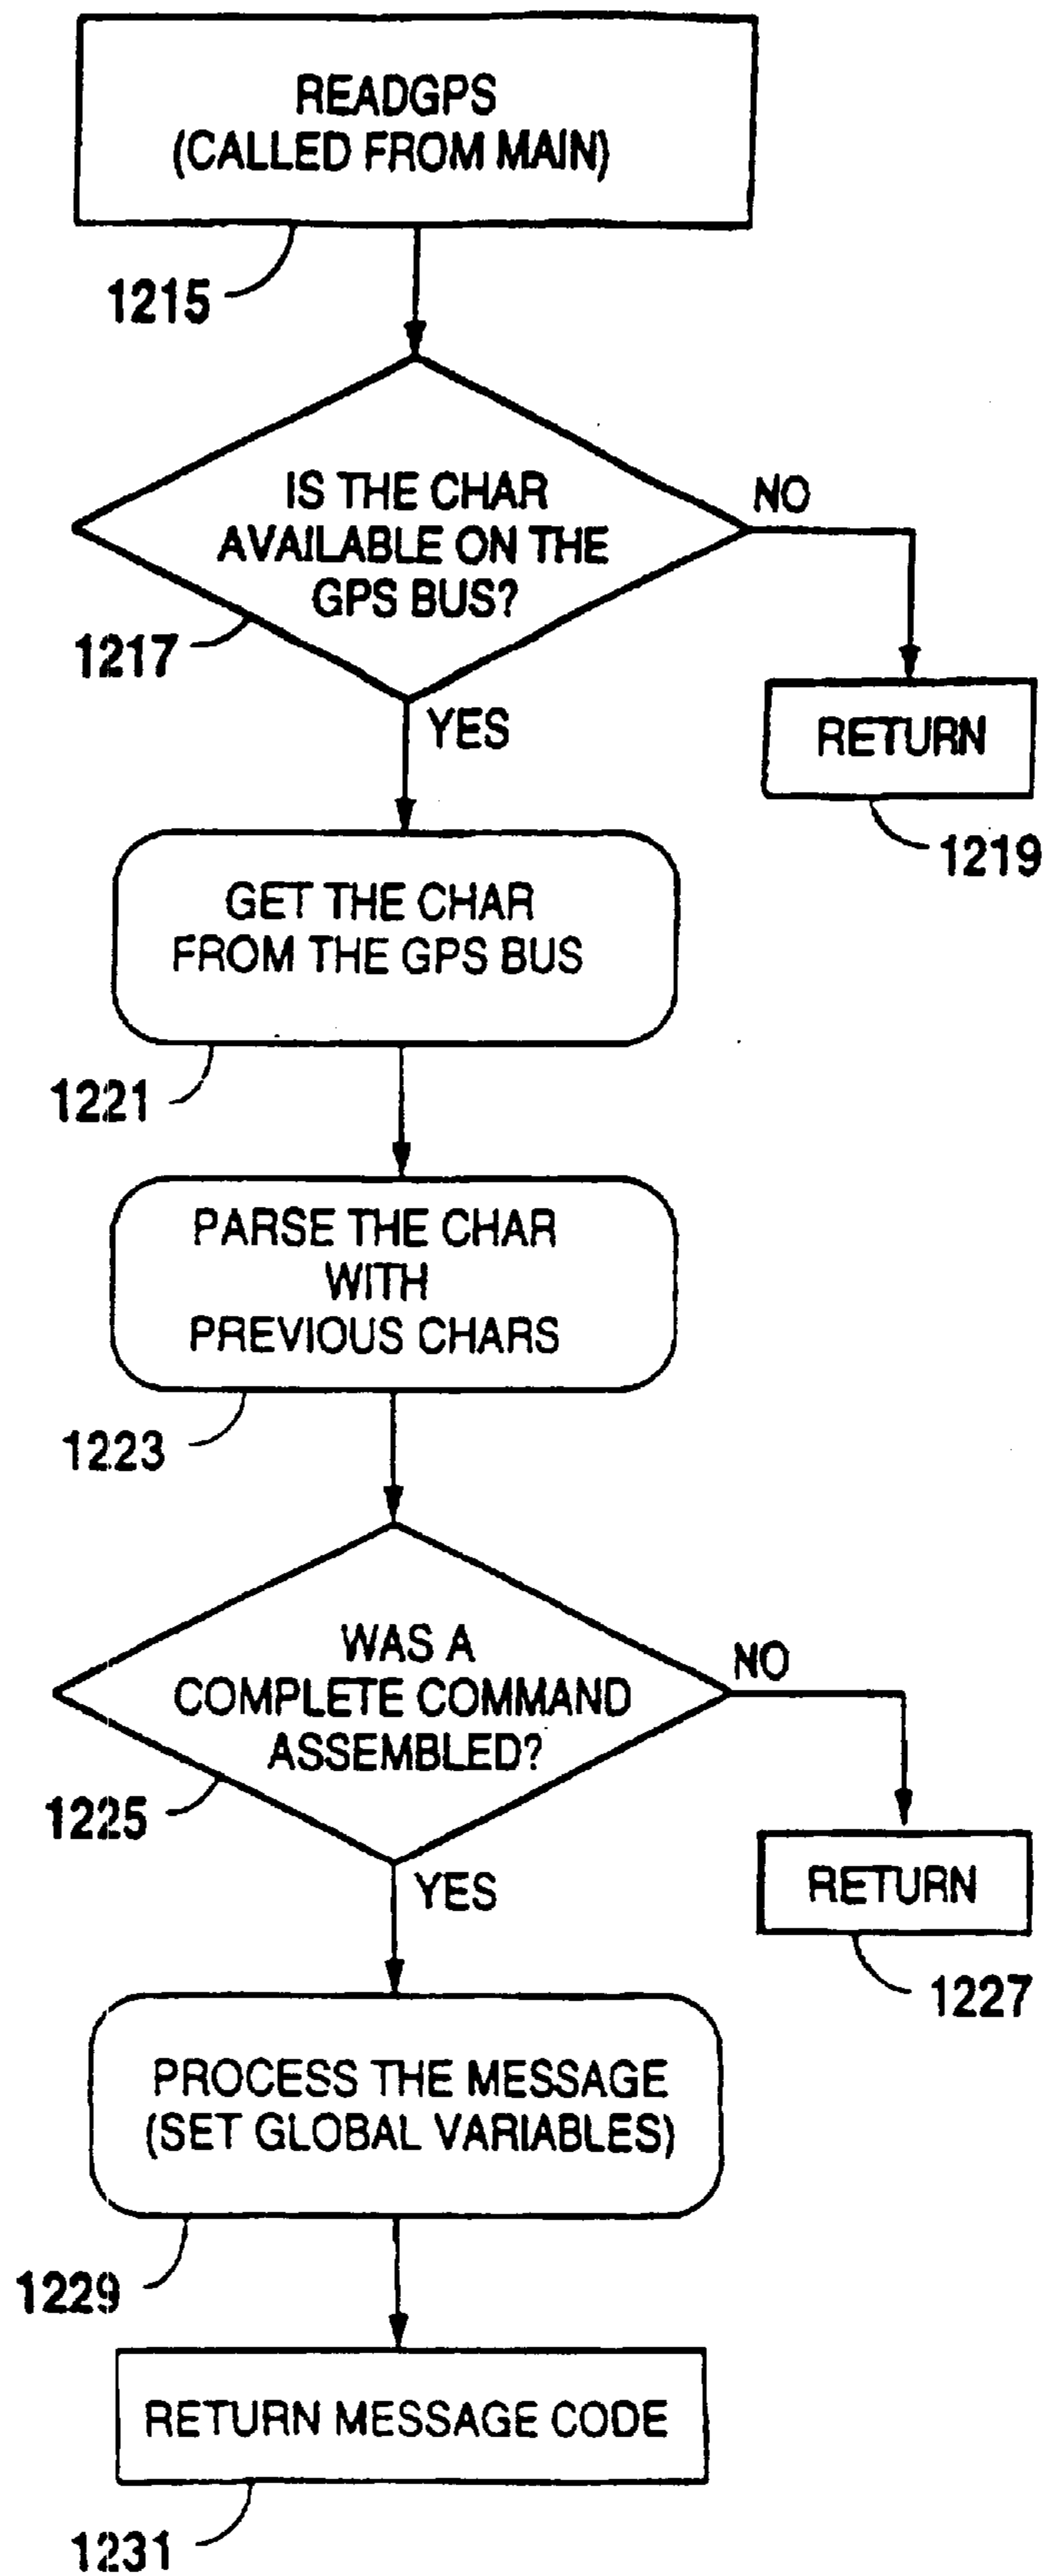 READGPS
(CALLED FROM MAIN)
1215
IS THE CHAR
AVAILABLE ON THE
GPS BUS?
NO
1217
YES
RETURN
1219
GET THE CHAR
FROM THE GPS BUS
1221
PARSE THE CHAR
WITH
PREVIOUS CHARS
1223
WAS A
COMPLETE COMMAND
ASSEMBLED?
NO
1225
YES
RETURN
1227
PROCESS THE MESSAGE
(SET GLOBAL VARIABLES)
1229
RETURN MESSAGE CODE
1231